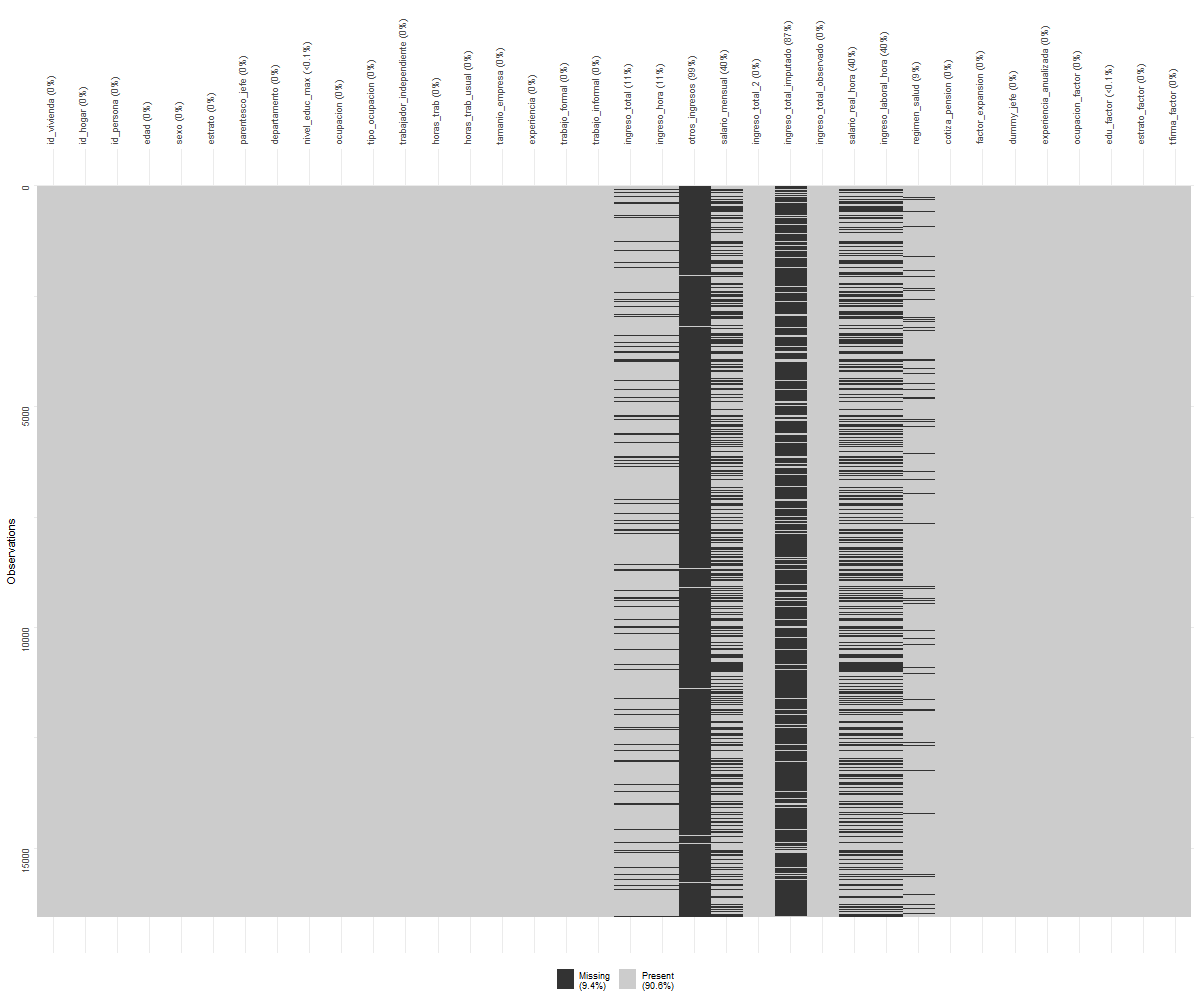 id_vivienda (0%)
id_hogar (0%)
id_persona (0%)
edad (0%)
sexo (0%)
estrato (0%)
parentesco_jefe (0%)
departamento (0%)
nivel_educ_max (<0.1%)
ocupacion (0%)
tipo_ocupacion (0%)
trabajador_independiente (0%)
horas_trab (0%)
horas_trab_usual (0%)
tamanio_empresa (0%)
experiencia (0%)
trabajo_formal (0%)
trabajo_informal (0%)
ingreso_total (11%)
ingreso_hora (11%)
otros_ingresos (99%)
salario_mensual (40%)
ingreso_total_2 (0%)
ingreso_total_imputado (87%)
ingreso_total_observado (0%)
salario_real_hora (40%)
ingreso_laboral_hora (40%)
regimen_salud (9%)
cotiza_pension (0%)
factor_expansion (0%)
dummy_jefe (0%)
experiencia_anualizada (0%)
ocupacion_factor (0%)
edu_factor (<0.1%)
estrato_factor (0%)
tfirma_factor (0%)
0
5000
10000
15000
Observations
Missing
(9.4%)
Present
(90.6%)